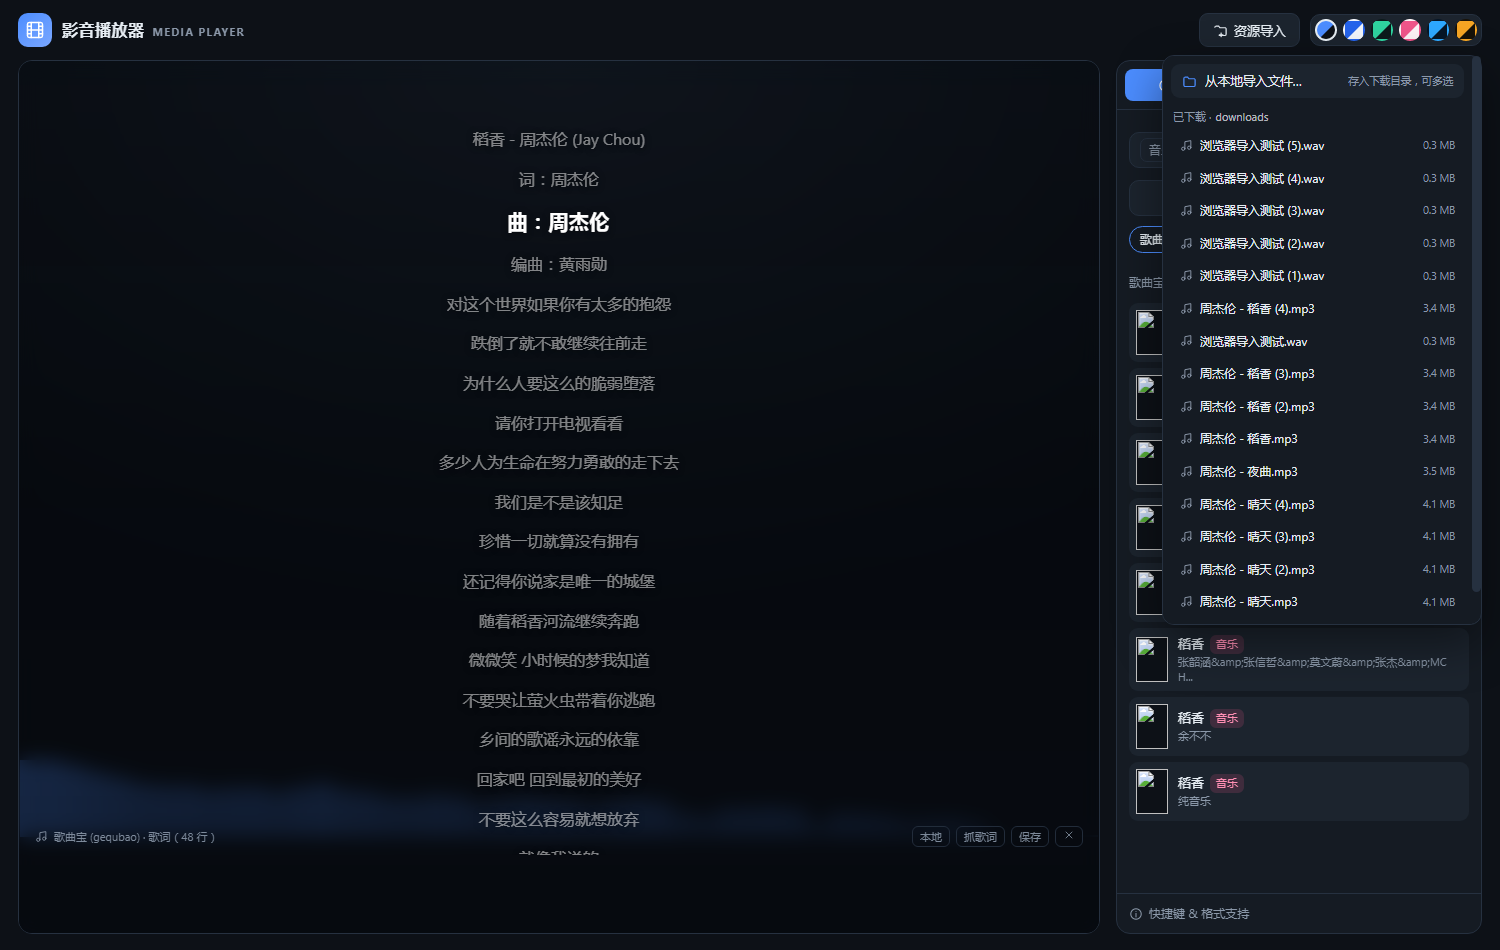 影音播放器 MEDIA PLAYER
资源导入
稻香 - 周杰伦 (Jay Chou)
词：周杰伦
曲：周杰伦
编曲：黄雨勋
对这个世界如果你有太多的抱怨
跌倒了就不敢继续往前走
为什么人要这么的脆弱堕落
请你打开电视看看
多少人为生命在努力勇敢的走下去
我们是不是该知足
珍惜一切就算没有拥有
还记得你说家是唯一的城堡
随着稻香河流继续奔跑
微微笑 小时候的梦我知道
不要哭让萤火虫带着你逃跑
乡间的歌谣永远的依靠
回家吧 回到最初的美好
不要这么容易就想放弃
歌曲宝 (gequbao) · 歌词（48 行）
本地
抓歌词
保存
从本地导入文件...
存入下载目录，可多选
已下载 · downloads
浏览器导入测试 (5).wav 0.3 MB
浏览器导入测试 (4).wav 0.3 MB
浏览器导入测试 (3).wav 0.3 MB
浏览器导入测试 (2).wav 0.3 MB
浏览器导入测试 (1).wav 0.3 MB
周杰伦 - 稻香 (4).mp3 3.4 MB
浏览器导入测试.wav 0.3 MB
周杰伦 - 稻香 (3).mp3 3.4 MB
周杰伦 - 稻香 (2).mp3 3.4 MB
周杰伦 - 稻香.mp3 3.4 MB
周杰伦 - 夜曲.mp3 3.5 MB
周杰伦 - 晴天 (4).mp3 4.1 MB
周杰伦 - 晴天 (3).mp3 4.1 MB
周杰伦 - 晴天 (2).mp3 4.1 MB
周杰伦 - 晴天.mp3 4.1 MB
音
歌曲
歌曲宝
稻香 音乐
张韶涵&amp;张信哲&amp;莫文蔚&amp;张杰&amp;MC
H...
稻香 音乐
余不不
稻香 音乐
纯音乐
快捷键 & 格式支持